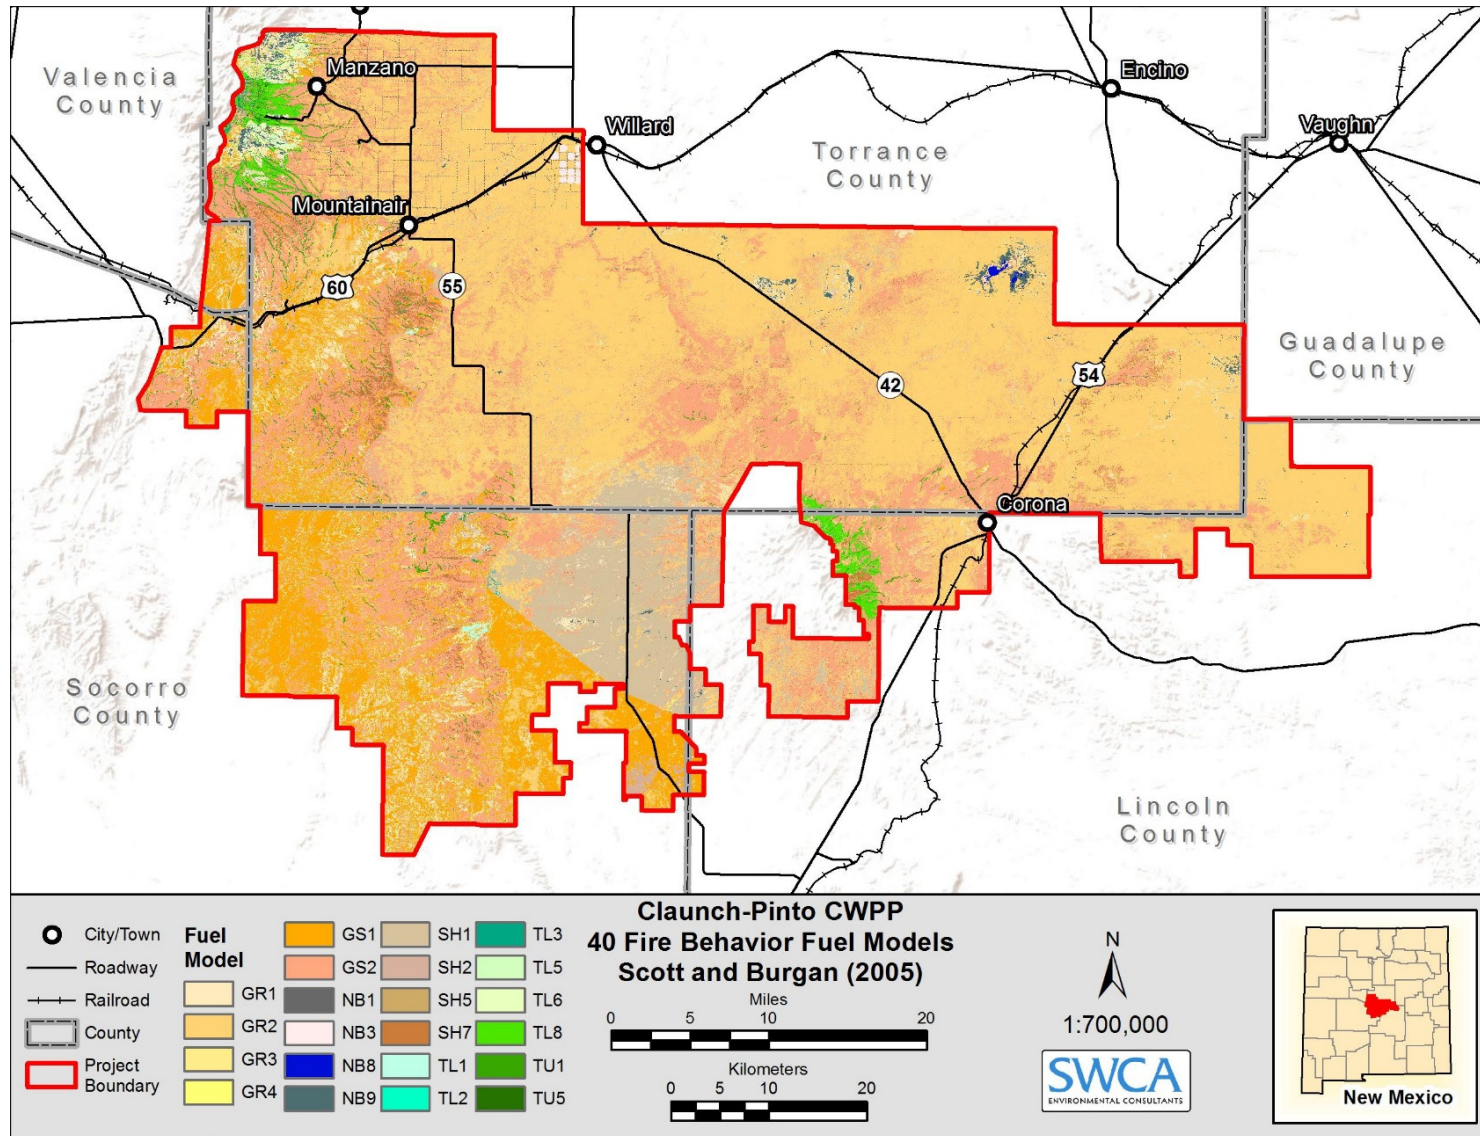 Valencia
County
Manzano
Willard
Encino
Vaughn
Torrance
County
Mountainair
60
55
Guadalupe
County
42
54
Corona
Socorro
County
Lincoln
County
City/Town
Roadway
Railroad
County
Project
Boundary
Fuel
Model
GR1
GR2
GR3
GR4
GS1
GS2
NB1
NB3
NB8
NB9
SH1
SH2
SH5
SH7
TL1
TL2
TL3
TL5
TL6
TL8
TU1
TU5
Claunch-Pinto CWPP
40 Fire Behavior Fuel Models
Scott and Burgan (2005)
Miles
0 5 10 20
Kilometers
0 5 10 20
N
1:700,000
SWCA
ENVIRONMENTAL CONSULTANTS
New Mexico